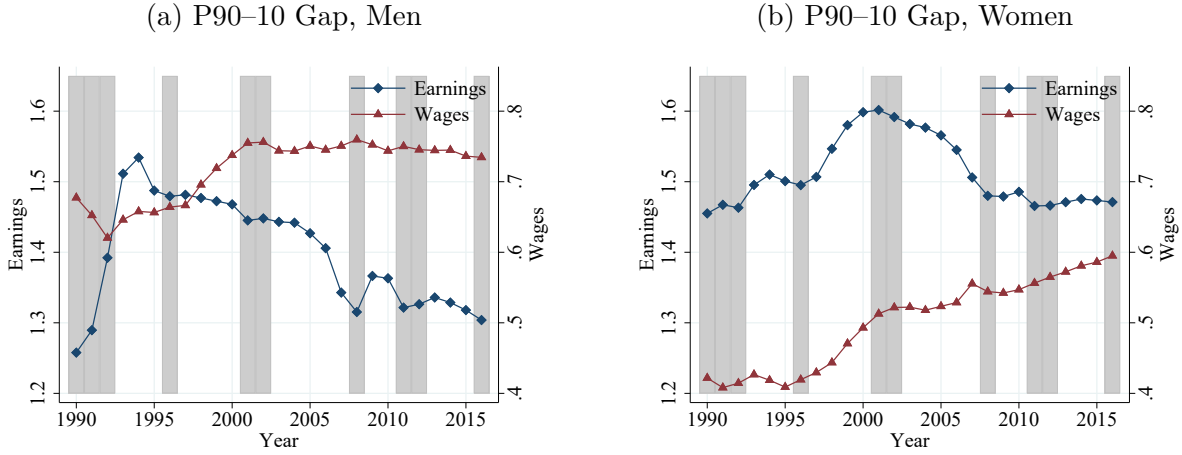 (a) P90–10 Gap, Men
Earnings
Wages
1.2 1.3 1.4 1.5 1.6
Earnings
.4 .5 .6 .7 .8
Wages
1990 1995 2000 2005 2010 2015
Year
(b) P90–10 Gap, Women
Earnings
Wages
1.2 1.3 1.4 1.5 1.6
Earnings
.4 .5 .6 .7 .8
Wages
1990 1995 2000 2005 2010 2015
Year